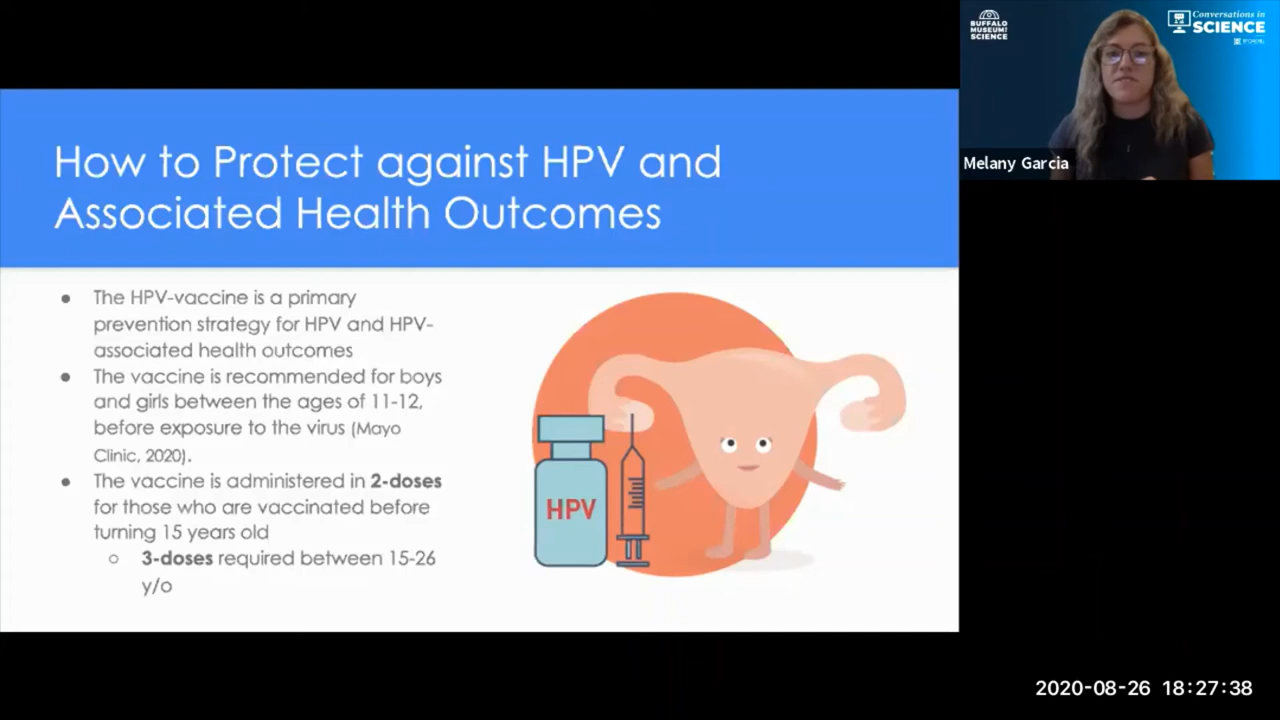 How to Protect against HPV and
Associated Health Outcomes
● The HPV-vaccine is a primary
prevention strategy for HPV and HPV-
associated health outcomes
● The vaccine is recommended for boys
and girls between the ages of 11-12,
before exposure to the virus (Mayo
Clinic, 2020).
● The vaccine is administered in 2-doses
for those who are vaccinated before
turning 15 years old
○ 3-doses required between 15-26
y/o
HPV
BUFFALO
MUSEUM OF
SCIENCE
Conversations in
SCIENCE
Melany Garcia
2020-08-26 18:27:38